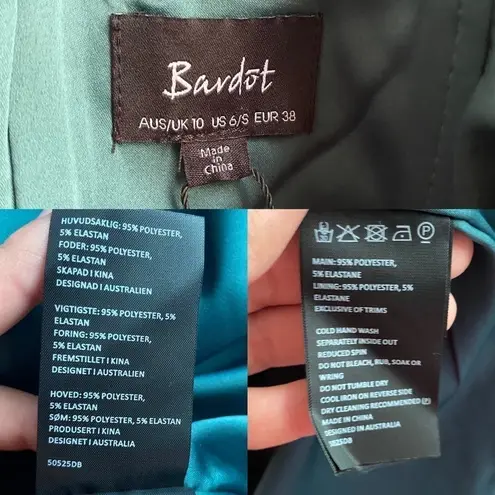 Bardot
AUS/UK 10 US 6/S EUR 38
Made
in
China
HUVUDSAKLIG: 95% POLYESTER,
5% ELASTAN
FODER: 95% POLYESTER,
5% ELASTAN
SKAPAD I KINA
DESIGNAD I AUSTRALIEN
VIGTIGSTE: 95% POLYESTER, 5%
ELASTAN
FORING: 95% POLYESTER,
5% ELASTAN
FREMSTILLET I KINA
DESIGNET I AUSTRALIEN
HOVED: 95% POLYESTER,
5% ELASTAN
SØM: 95% POLYESTER, 5% ELASTAN
PRODUSERT I KINA
DESIGNET I AUSTRALIA
50525DB
MAIN: 95% POLYESTER,
5% ELASTANE
LINING: 95% POLYESTER, 5%
ELASTANE
EXCLUSIVE OF TRIMS
COLD HAND WASH
SEPARATELY INSIDE OUT
REDUCED SPIN
DO NOT BLEACH, RUB, SOAK OR
WRING
DO NOT TUMBLE DRY
COOL IRON ON REVERSE SIDE
DRY CLEANING RECOMMENDED (P)
MADE IN CHINA
DESIGNED IN AUSTRALIA